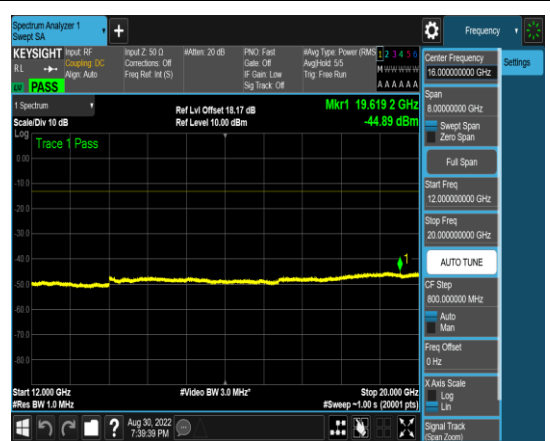 Spectrum Analyzer 1
Swept SA
+
Frequency
KEYSIGHT
RL
LW
PASS
Input: RF
Coupling: DC
Align: Auto
Input Z: 50 Ω
Corrections: Off
Freq Ref: Int (S)
#Atten: 20 dB
PNO: Fast
Gate: Off
IF Gain: Low
Sig Track: Off
#Avg Type: Power (RMS
Avg|Hold: 5/5
Trig: Free Run
1 2 3 4 5 6
M W W W W W
A A A A A A
1 Spectrum
Scale/Div 10 dB
Ref Lvl Offset 18.17 dB
Ref Level 10.00 dBm
Mkr1 19.619 2 GHz
-44.89 dBm
Log
Trace 1 Pass
0.00
-10.0
-20.0
-30.0
-40.0
-50.0
-60.0
-70.0
-80.0
1
Start 12.000 GHz
#Res BW 1.0 MHz
#Video BW 3.0 MHz*
Stop 20.000 GHz
#Sweep ~1.00 s (20001 pts)
?
Aug 30, 2022
7:39:39 PM
Center Frequency
16.000000000 GHz
Settings
Span
8.00000000 GHz
Swept Span
Zero Span
Full Span
Start Freq
12.000000000 GHz
Stop Freq
20.000000000 GHz
AUTO TUNE
CF Step
800.000000 MHz
Auto
Man
Freq Offset
0 Hz
X Axis Scale
Log
Lin
Signal Track
(Span Zoom)